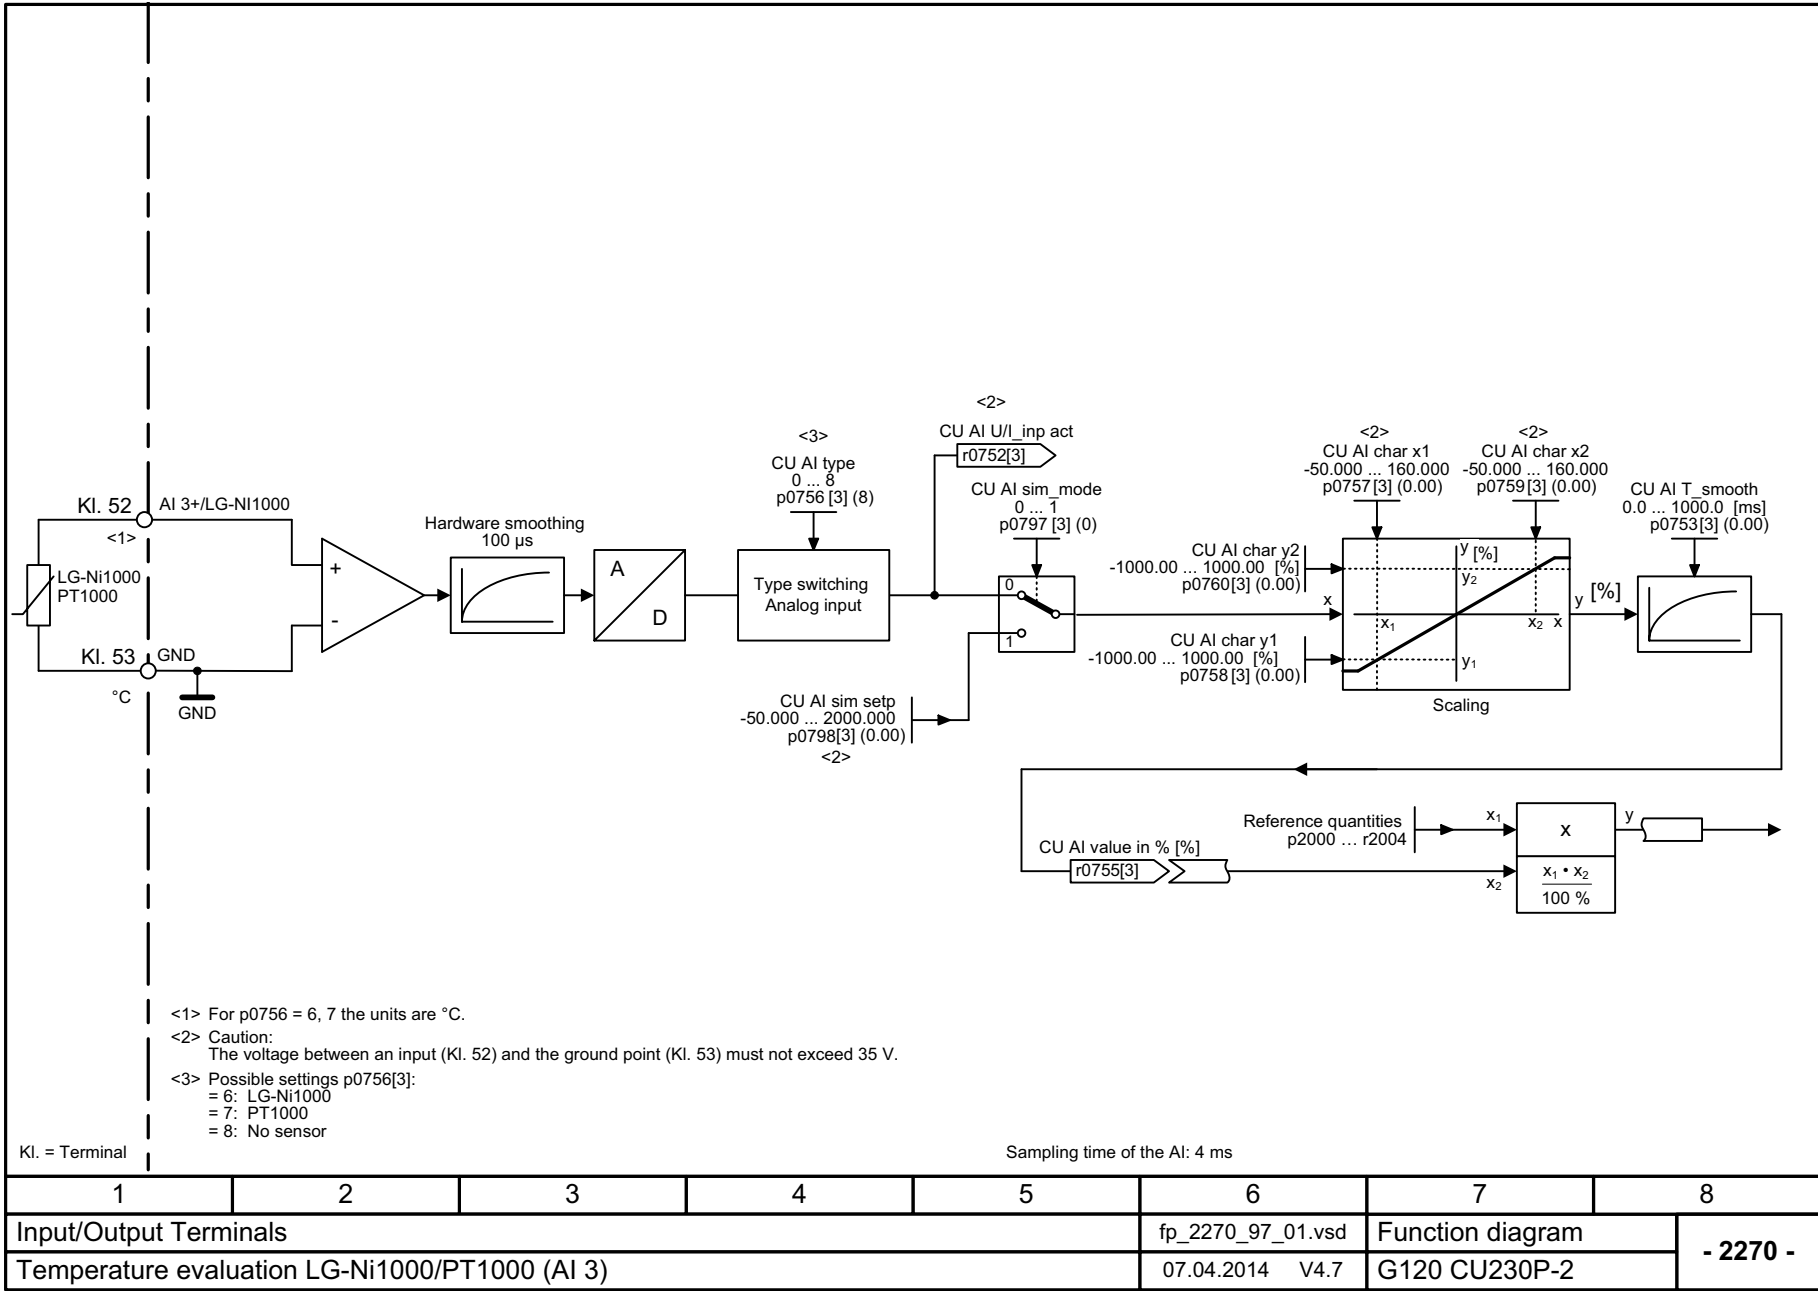 <2>
CU AI U/I_inp act
r0752[3]
<3>
CU AI type
0 ... 8
p0756 [3] (8)
CU AI sim_mode
0 ... 1
p0797 [3] (0)
<2>
CU AI char x1
-50.000 ... 160.000
p0757[3] (0.00)
<2>
CU AI char x2
-50.000 ... 160.000
p0759[3] (0.00)
CU AI T_smooth
0.0 ... 1000.0 [ms]
p0753[3] (0.00)
Kl. 52
<1>
AI 3+/LG-NI1000
LG-Ni1000
PT1000
Kl. 53
GND
°C
GND
+
-
Hardware smoothing
100 µs
A
D
Type switching
Analog input
0
1
CU AI sim setp
-50.000 ... 2000.000
p0798[3] (0.00)
<2>
CU AI char y2
-1000.00 ... 1000.00 [%]
p0760[3] (0.00)
x
CU AI char y1
-1000.00 ... 1000.00 [%]
p0758[3] (0.00)
y [%]
y2
x1
x2 x
y1
Scaling
y [%]
Reference quantities
p2000 ... r2004
x1
x
y
CU AI value in % [%]
r0755[3]
x2
x1 • x2
100 %
<1> For p0756 = 6, 7 the units are °C.
<2> Caution:
The voltage between an input (Kl. 52) and the ground point (Kl. 53) must not exceed 35 V.
<3> Possible settings p0756[3]:
= 6: LG-Ni1000
= 7: PT1000
= 8: No sensor
Kl. = Terminal
Sampling time of the AI: 4 ms
1 2 3 4 5 6 7 8
Input/Output Terminals
fp_2270_97_01.vsd
Function diagram
- 2270 -
Temperature evaluation LG-Ni1000/PT1000 (AI 3)
07.04.2014 V4.7
G120 CU230P-2